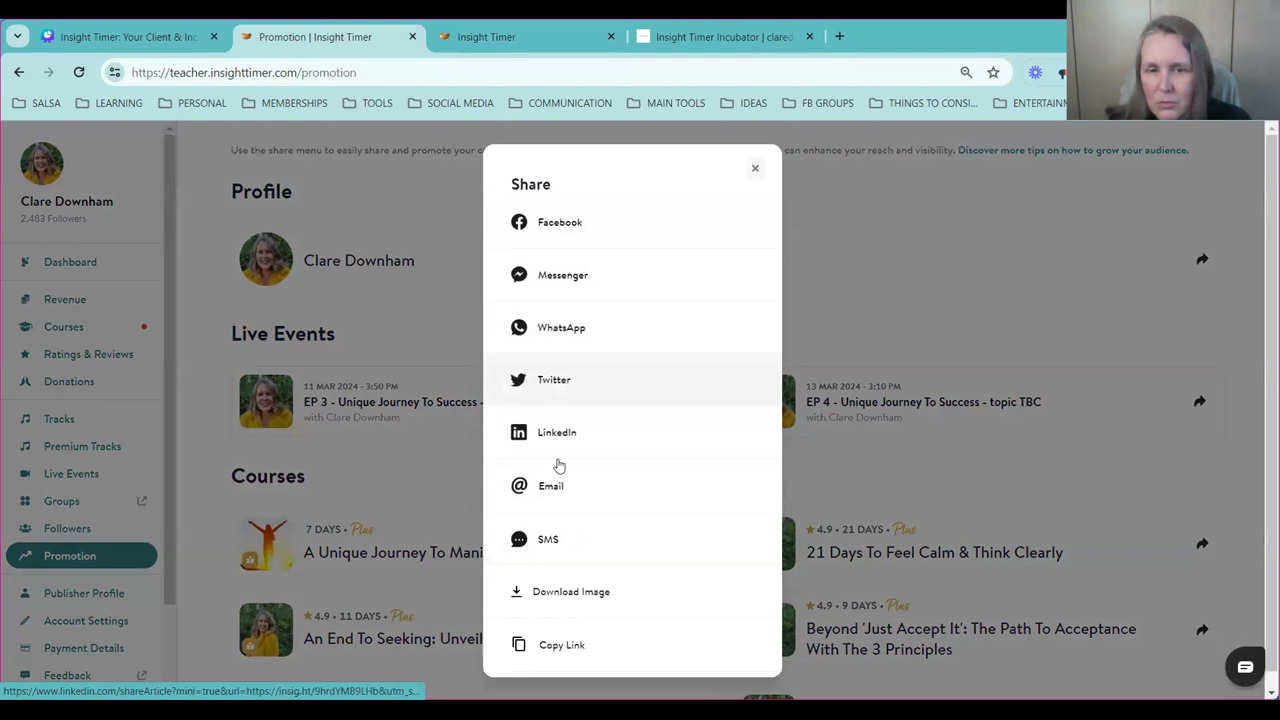 Insight Timer: Your Client & Inc
Promotion | Insight Timer
Insight Timer
Insight Timer Incubator | clared
https://teacher.insighttimer.com/promotion
SALSA
LEARNING
PERSONAL
MEMBERSHIPS
TOOLS
SOCIAL MEDIA
COMMUNICATION
MAIN TOOLS
IDEAS
FB GROUPS
THINGS TO CONSI...
ENTERTAINM
Clare Downham
2,483 Followers
Dashboard
Revenue
Courses
Ratings & Reviews
Donations
Tracks
Premium Tracks
Live Events
Groups
Followers
Promotion
Publisher Profile
Account Settings
Payment Details
Feedback
Use the share menu to easily share and promote your
can enhance your reach and visibility. Discover more tips on how to grow your audience.
Profile
Clare Downham
Live Events
11 MAR 2024 - 3:50 PM
EP 3 - Unique Journey To Success -
with Clare Downham
13 MAR 2024 - 3:10 PM
EP 4 - Unique Journey To Success - topic TBC
with Clare Downham
Courses
7 DAYS • Plus
A Unique Journey To Mani
4.9 • 21 DAYS • Plus
21 Days To Feel Calm & Think Clearly
4.9 • 11 DAYS • Plus
An End To Seeking: Unveil
4.9 • 9 DAYS • Plus
Beyond 'Just Accept It': The Path To Acceptance
With The 3 Principles
Share
Facebook
Messenger
WhatsApp
Twitter
LinkedIn
Email
SMS
Download Image
Copy Link